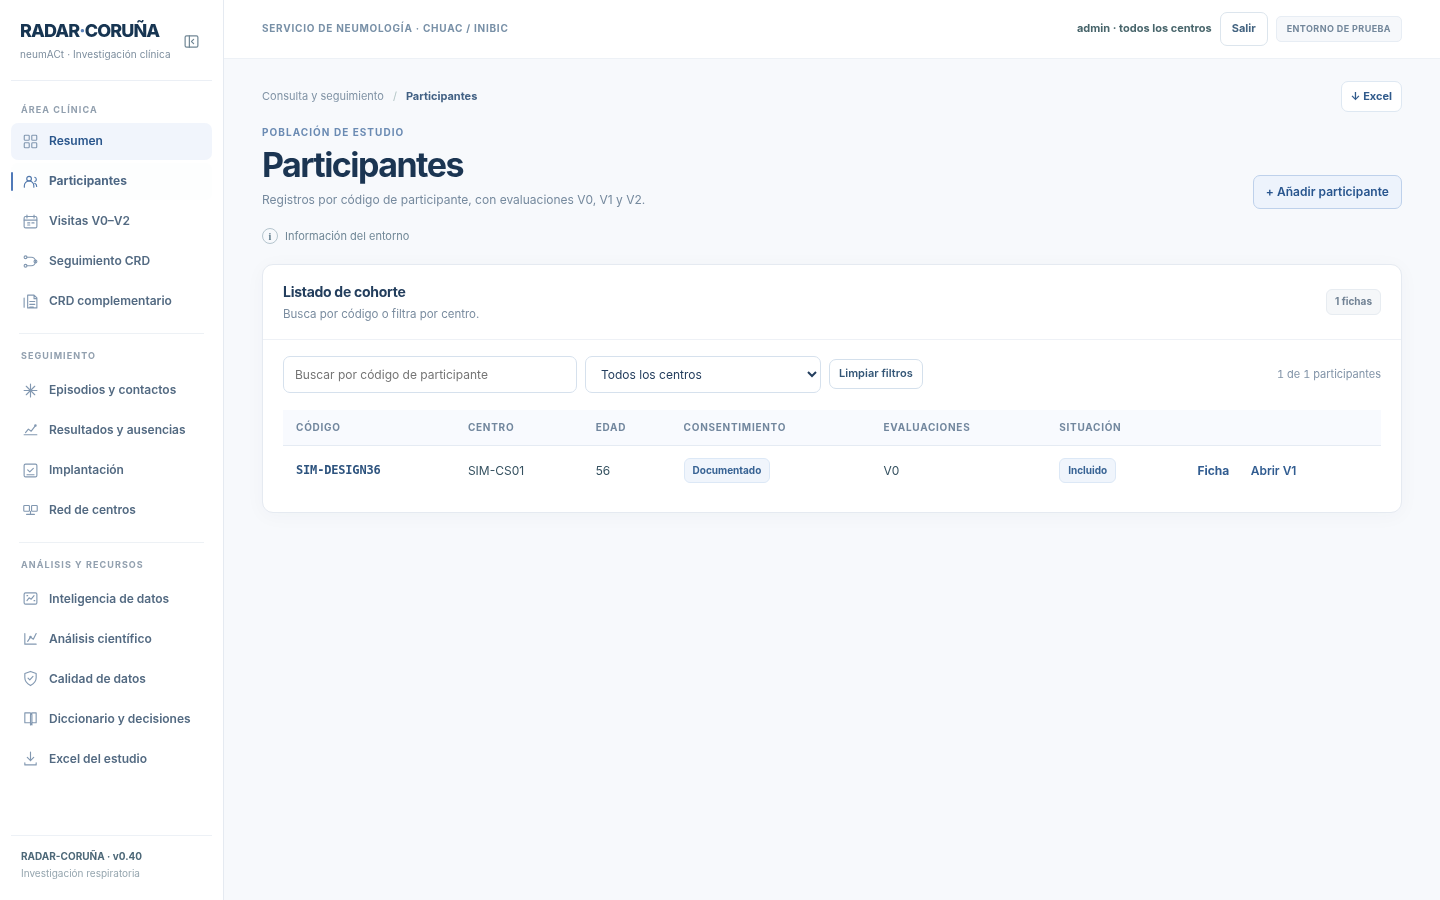 RADAR·CORUÑA
neumACt · Investigación clínica
ÁREA CLÍNICA
Resumen
Participantes
Visitas V0–V2
Seguimiento CRD
CRD complementario
SEGUIMIENTO
Episodios y contactos
Resultados y ausencias
Implantación
Red de centros
ANÁLISIS Y RECURSOS
Inteligencia de datos
Análisis científico
Calidad de datos
Diccionario y decisiones
Excel del estudio
RADAR-CORUÑA · v0.40
Investigación respiratoria
SERVICIO DE NEUMOLOGÍA · CHUAC / INIBIC
admin · todos los centros
Salir
ENTORNO DE PRUEBA
Consulta y seguimiento / Participantes
↓ Excel
POBLACIÓN DE ESTUDIO
Participantes
Registros por código de participante, con evaluaciones V0, V1 y V2.
+ Añadir participante
i Información del entorno
Listado de cohorte
Busca por código o filtra por centro.
1 fichas
Buscar por código de participante
Todos los centros
Limpiar filtros
1 de 1 participantes
CÓDIGO CENTRO EDAD CONSENTIMIENTO EVALUACIONES SITUACIÓN
SIM-DESIGN36 SIM-CS01 56 Documentado V0 Incluido Ficha Abrir V1